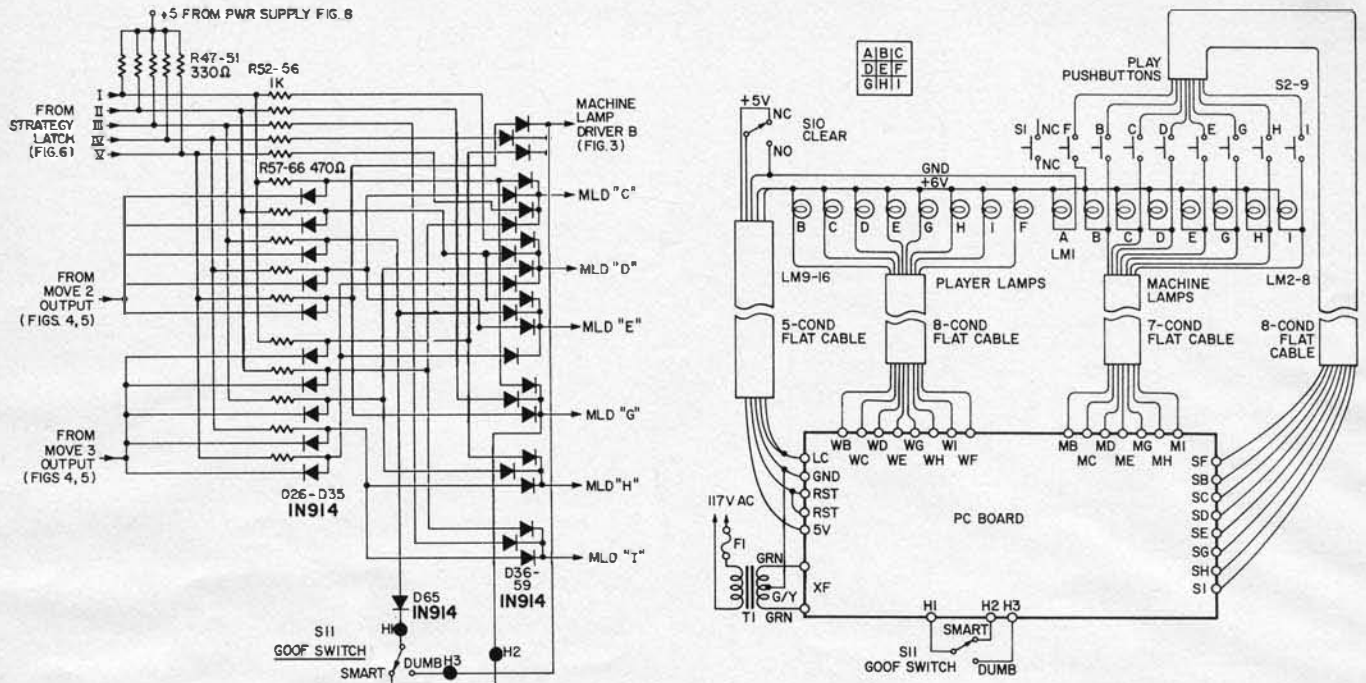 +5 FROM PWR SUPPLY FIG. 8
R47-51
330Ω
R52-56
1K
I
II
III
IV
V
FROM
STRATEGY
LATCH
(FIG.6)
R57-66 470Ω
MACHINE
LAMP
DRIVER B
(FIG.3)
MLD "C"
MLD "D"
MLD "E"
MLD "G"
MLD "H"
MLD "I"
FROM
MOVE 2
OUTPUT
(FIGS. 4,5)
FROM
MOVE 3
OUTPUT
(FIGS 4,5)
D26-D35
1N914
D36-
59
1N914
D65
1N914
H1
S11
GOOF SWITCH
SMART
DUMB
H3
H2
A B C
D E F
G H I
+5V
NC
S10
CLEAR
NO
PLAY
PUSHBUTTONS
S2-9
S1
NC
F
B
C
D
E
G
H
I
NC
GND
+6V
B
C
D
E
G
H
I
F
A
B
C
D
E
G
H
I
LM1
LM9-16
PLAYER LAMPS
MACHINE
LAMPS
LM2-8
5-COND
FLAT CABLE
8-COND
FLAT CABLE
7-COND
FLAT CABLE
8-COND
FLAT
CABLE
WB
WD
WG
WI
WC
WE
WH
WF
MB
MD
MG
MI
MC
ME
MH
LC
GND
RST
RST
5V
XF
PC BOARD
SF
SB
SC
SD
SE
SG
SH
SI
117V AC
F1
GRN
G/Y
GRN
T1
H1
H2
H3
SMART
S11
GOOF SWITCH
DUMB